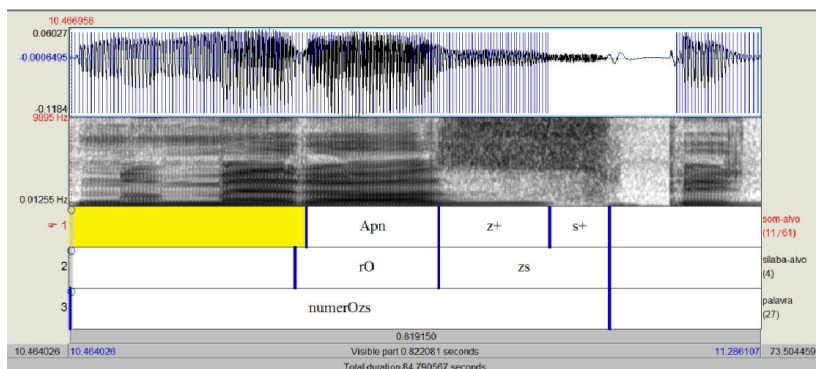 10.466958
0.06027
-0.0006495
-0.1184
9895 Hz
0.01255 Hz
1 Apn z+ s+ som-alvo
(11/61)
2 rO zs silaba-alvo
(4)
3 numerOzs palavra
(27)
0.819150
10.464026 10.464026 Visible part 0.822081 seconds 11.286107 73.504459
Total duration 84.790567 seconds